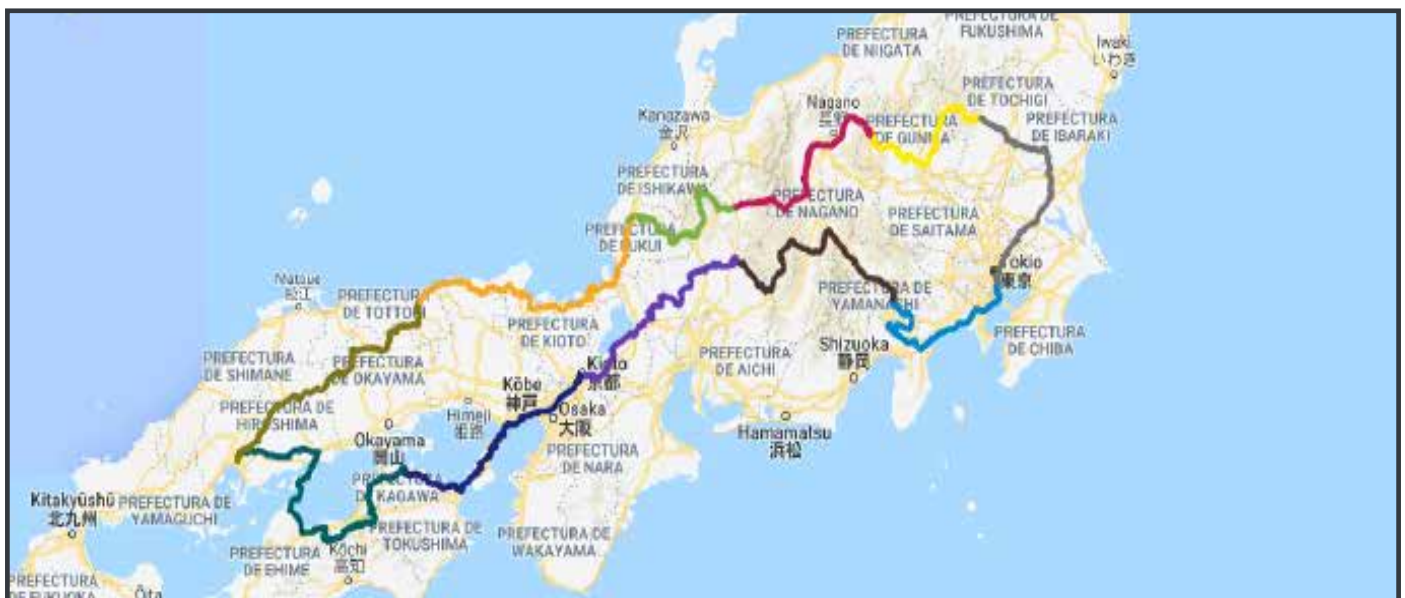 PREFECTURA DE
FUKUSHIMA
PREFECTURA
DE NIIGATA
Iwaki
いわき
PREFECTURA
DE TOCHIGI
Nagano
PREFECTURA
DE GUNMA
PREFECTURA
DE IBARAKI
Kanazawa
金沢
PREFECTURA
DE ISHIKAWA
PREFECTURA
DE NAGANO
PREFECTURA
DE SAITAMA
PREFECTURA
DE FUKUI
Tokio
東京
Matsue
松江
PREFECTURA
DE TOTTORI
PREFECTURA DE
YAMANASHI
PREFECTURA
DE KIOTO
PREFECTURA
DE CHIBA
Shizuoka
静岡
PREFECTURA
DE SHIMANE
PREFECTURA
DE OKAYAMA
PREFECTURA
DE AICHI
Kioto
京都
Kōbe
神戸
PREFECTURA DE
HIROSHIMA
Himeji
姫路
Osaka
大阪
Okayama
岡山
Hamamatsu
浜松
PREFECTURA
DE NARA
PREFECTURA
DE KAGAWA
Kitakyūshū
北九州
PREFECTURA DE
YAMAGUCHI
PREFECTURA DE
TOKUSHIMA
PREFECTURA DE
WAKAYAMA
PREFECTURA
DE EHIME
Kōchi
高知
PREFECTURA
DE FUKUOKA
Ōita